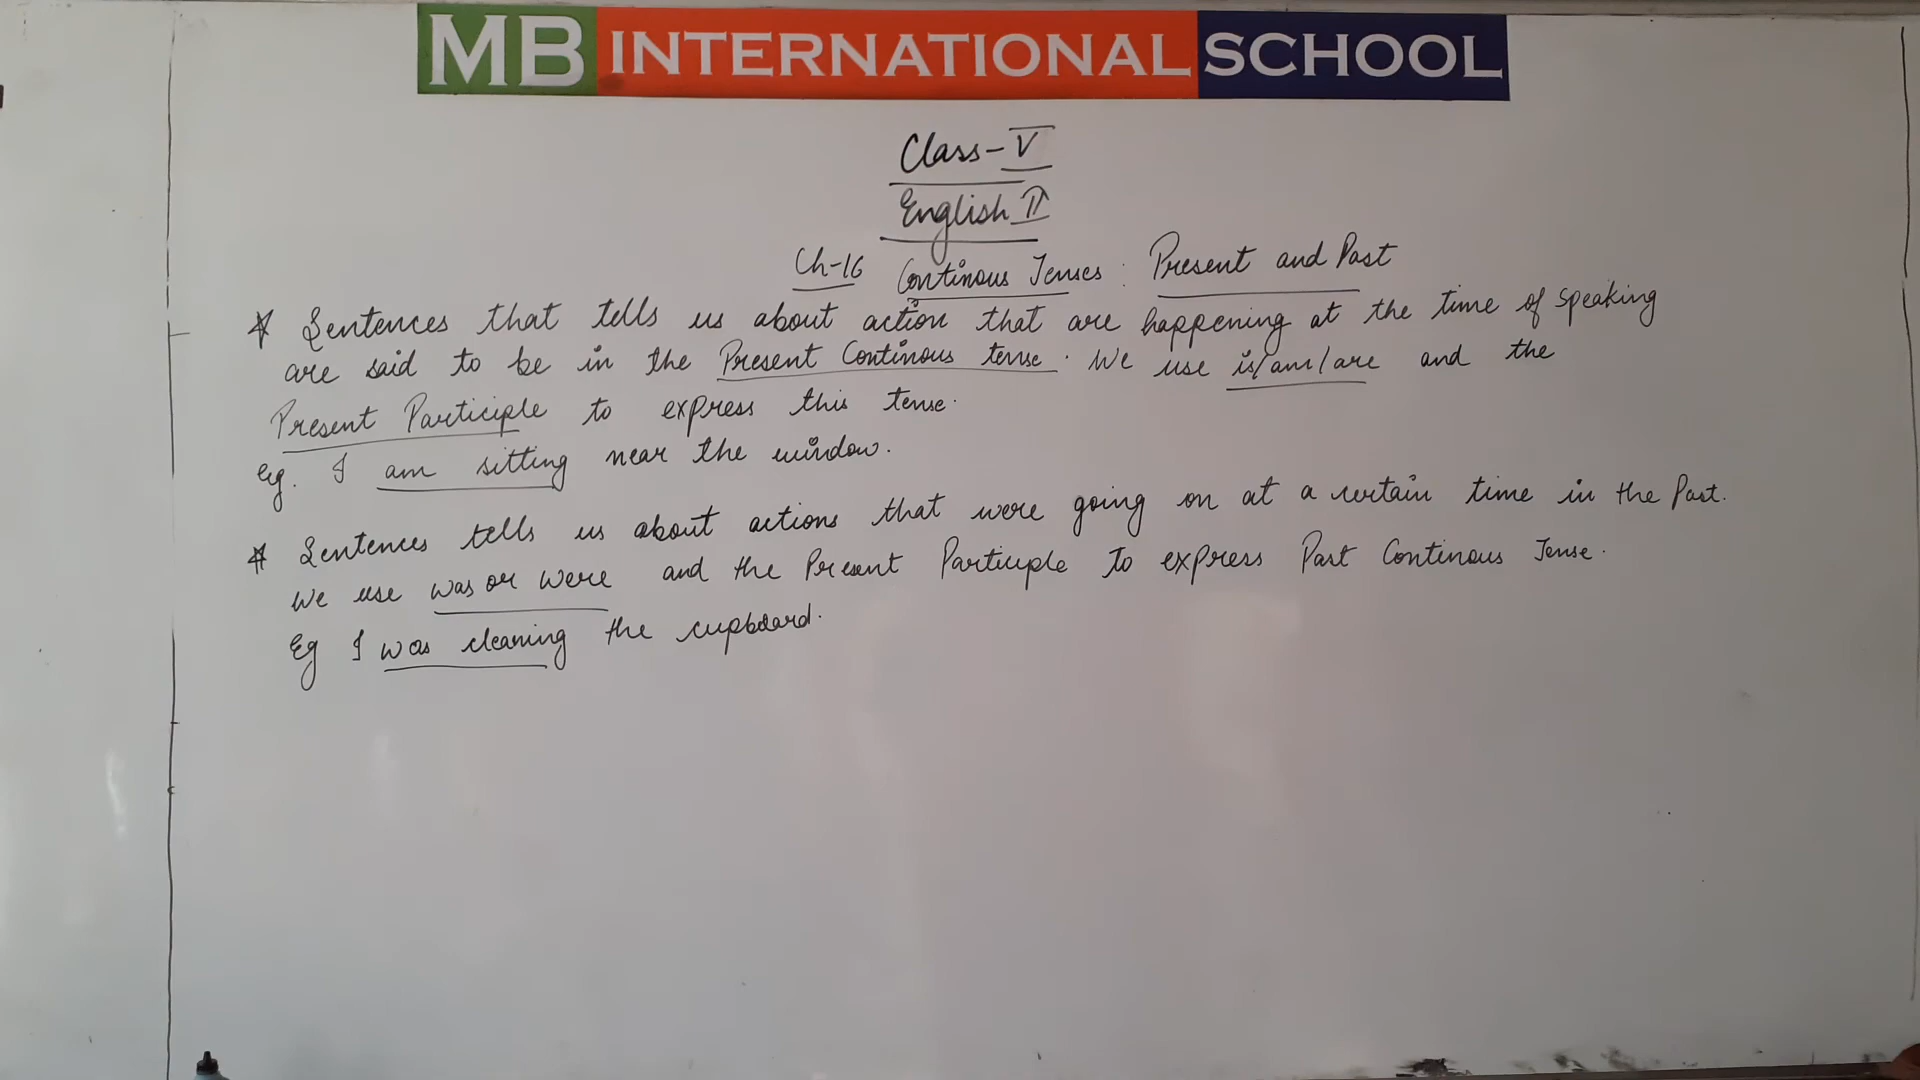 MB INTERNATIONAL SCHOOL
Class-V
English II
Ch-16 Continous Tenses: Present and Past
* Sentences that tells us about action that are happening at the time of speaking
are said to be in the Present Continous tense. We use is/am/are and the
Present Participle to express this tense.
Eg. I am sitting near the window.
* Sentences tells us about actions that were going on at a certain time in the Past.
We use was or were and the Present Participle to express Past Continous Tense.
Eg I was cleaning the cupboard.